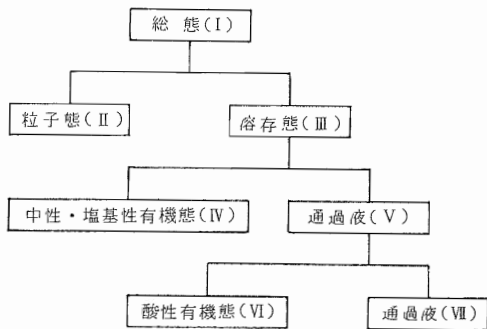 総態(Ⅰ)
粒子態(Ⅱ)
溶存態(Ⅲ)
中性・塩基性有機態(Ⅳ)
通過液(Ⅴ)
酸性有機態(Ⅵ)
通過液(Ⅶ)